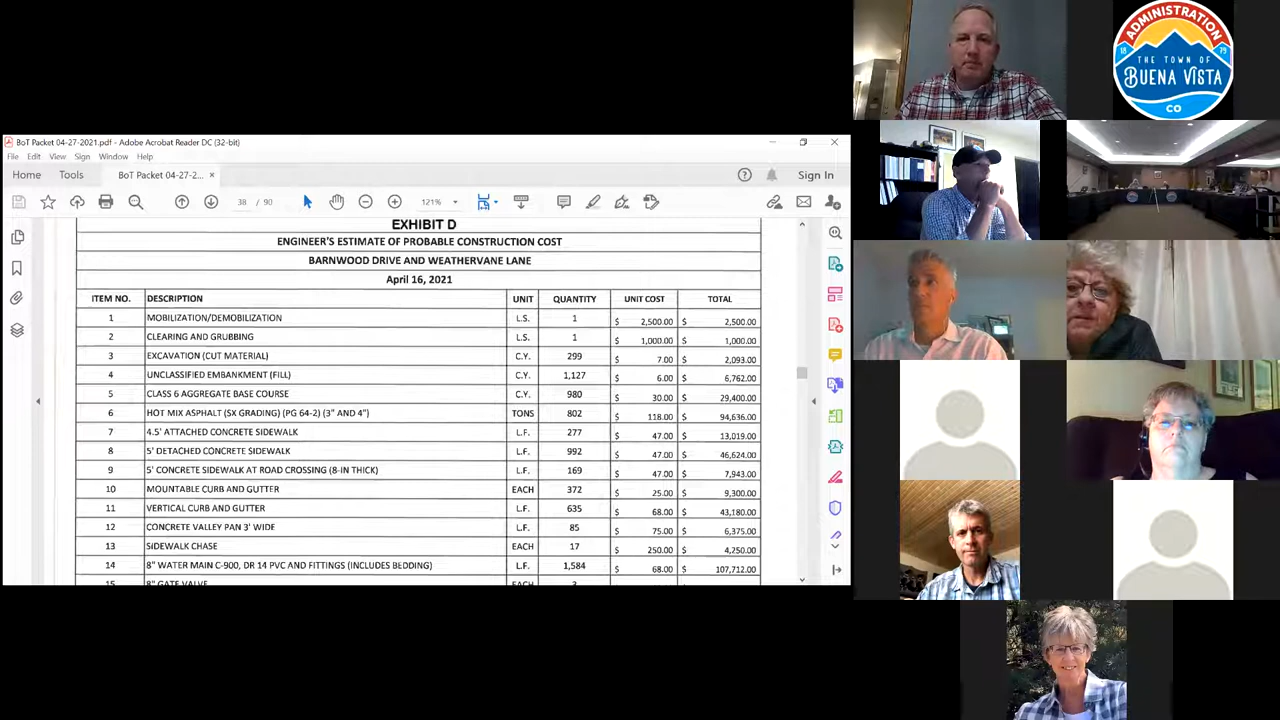 BoT Packet 04-27-2021.pdf - Adobe Acrobat Reader DC (32-bit)
File Edit View Sign Window Help
Home Tools BoT Packet 04-27-2... × Sign In
38 / 90 121%
EXHIBIT D
ENGINEER'S ESTIMATE OF PROBABLE CONSTRUCTION COST
BARNWOOD DRIVE AND WEATHERVANE LANE
April 16, 2021
ITEM NO. DESCRIPTION UNIT QUANTITY UNIT COST TOTAL
1 MOBILIZATION/DEMOBILIZATION L.S. 1 $ 2,500.00 $ 2,500.00
2 CLEARING AND GRUBBING L.S. 1 $ 1,000.00 $ 1,000.00
3 EXCAVATION (CUT MATERIAL) C.Y. 299 $ 7.00 $ 2,093.00
4 UNCLASSIFIED EMBANKMENT (FILL) C.Y. 1,127 $ 6.00 $ 6,762.00
5 CLASS 6 AGGREGATE BASE COURSE C.Y. 980 $ 30.00 $ 29,400.00
6 HOT MIX ASPHALT (SX GRADING) (PG 64-2) (3" AND 4") TONS 802 $ 118.00 $ 94,636.00
7 4.5' ATTACHED CONCRETE SIDEWALK L.F. 277 $ 47.00 $ 13,019.00
8 5' DETACHED CONCRETE SIDEWALK L.F. 992 $ 47.00 $ 46,624.00
9 5' CONCRETE SIDEWALK AT ROAD CROSSING (8-IN THICK) L.F. 169 $ 47.00 $ 7,943.00
10 MOUNTABLE CURB AND GUTTER EACH 372 $ 25.00 $ 9,300.00
11 VERTICAL CURB AND GUTTER L.F. 635 $ 68.00 $ 43,180.00
12 CONCRETE VALLEY PAN 3' WIDE L.F. 85 $ 75.00 $ 6,375.00
13 SIDEWALK CHASE EACH 17 $ 250.00 $ 4,250.00
14 8" WATER MAIN C-900, DR 14 PVC AND FITTINGS (INCLUDES BEDDING) L.F. 1,584 $ 68.00 $ 107,712.00
15 8" GATE VALVE EACH 3
ADMINISTRATION
18 79
THE TOWN OF
BUENA VISTA
CO